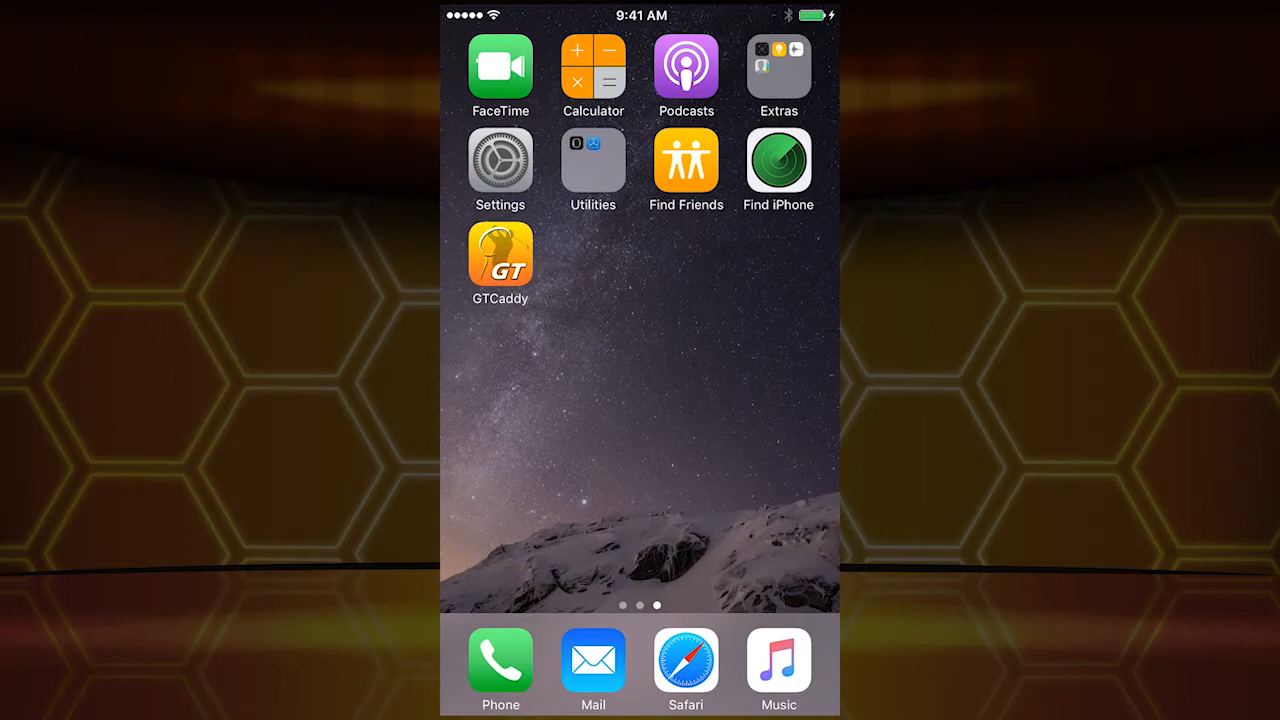 9:41 AM
FaceTime Calculator Podcasts Extras
Settings Utilities Find Friends Find iPhone
GT
GTCaddy
Phone Mail Safari Music